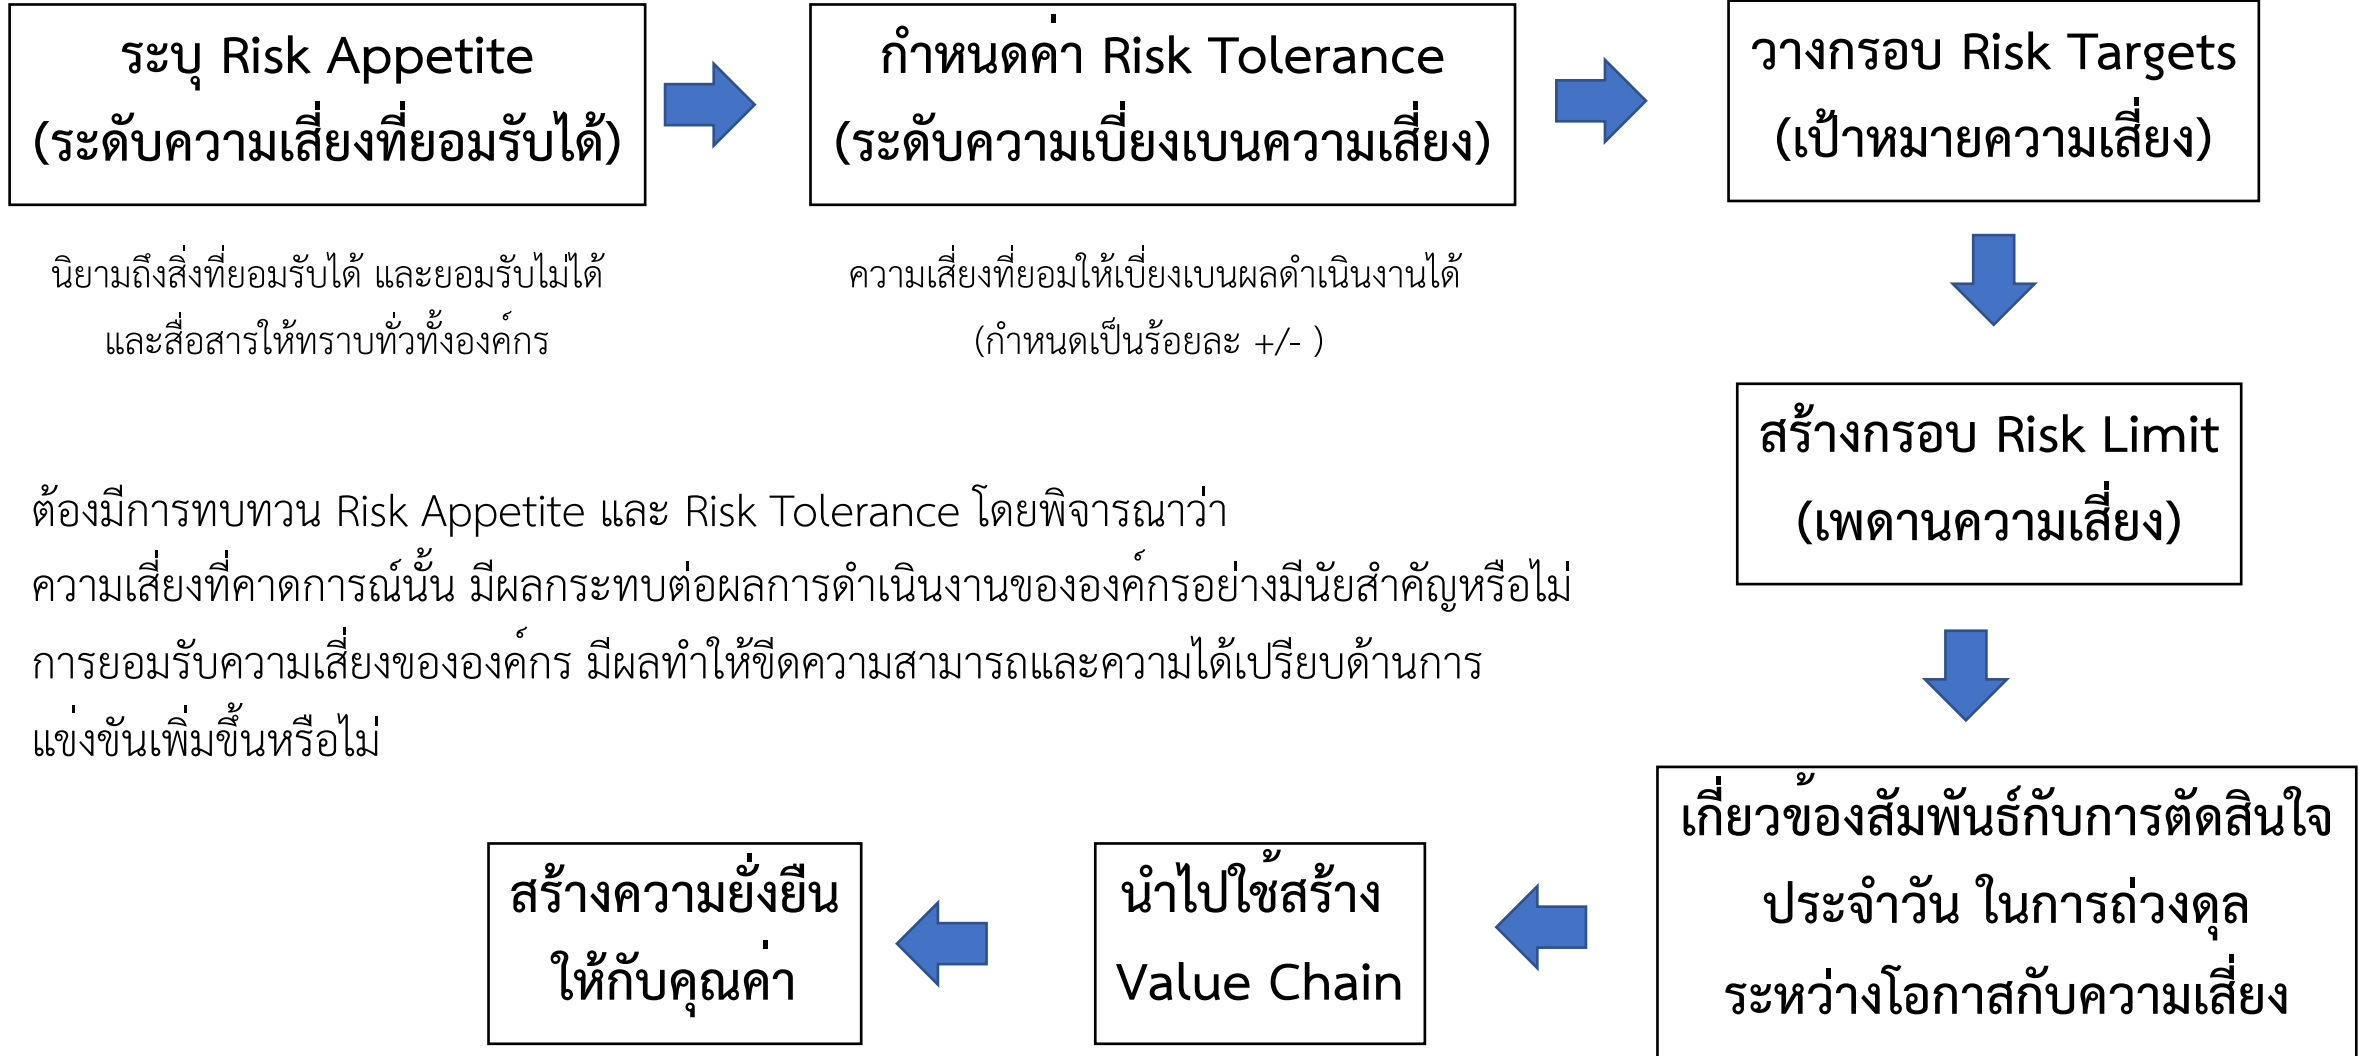 ระบุ Risk Appetite
(ระดับความเสี่ยงที่ยอมรับได้)
กำหนดค่า Risk Tolerance
(ระดับความเบี่ยงเบนความเสี่ยง)
วางกรอบ Risk Targets
(เป้าหมายความเสี่ยง)
นิยามถึงสิ่งที่ยอมรับได้ และยอมรับไม่ได้
และสื่อสารให้ทราบทั่วทั้งองค์กร
ความเสี่ยงที่ยอมให้เบี่ยงเบนผลดำเนินงานได้
(กำหนดเป็นร้อยละ +/- )
สร้างกรอบ Risk Limit
(เพดานความเสี่ยง)
ต้องมีการทบทวน Risk Appetite และ Risk Tolerance โดยพิจารณาว่า
ความเสี่ยงที่คาดการณ์นั้น มีผลกระทบต่อผลการดำเนินงานขององค์กรอย่างมีนัยสำคัญหรือไม่
การยอมรับความเสี่ยงขององค์กร มีผลทำให้ขีดความสามารถและความได้เปรียบด้านการ
แข่งขันเพิ่มขึ้นหรือไม่
เกี่ยวข้องสัมพันธ์กับการตัดสินใจ
ประจำวัน ในการถ่วงดุล
ระหว่างโอกาสกับความเสี่ยง
นำไปใช้สร้าง
Value Chain
สร้างความยั่งยืน
ให้กับคุณค่า